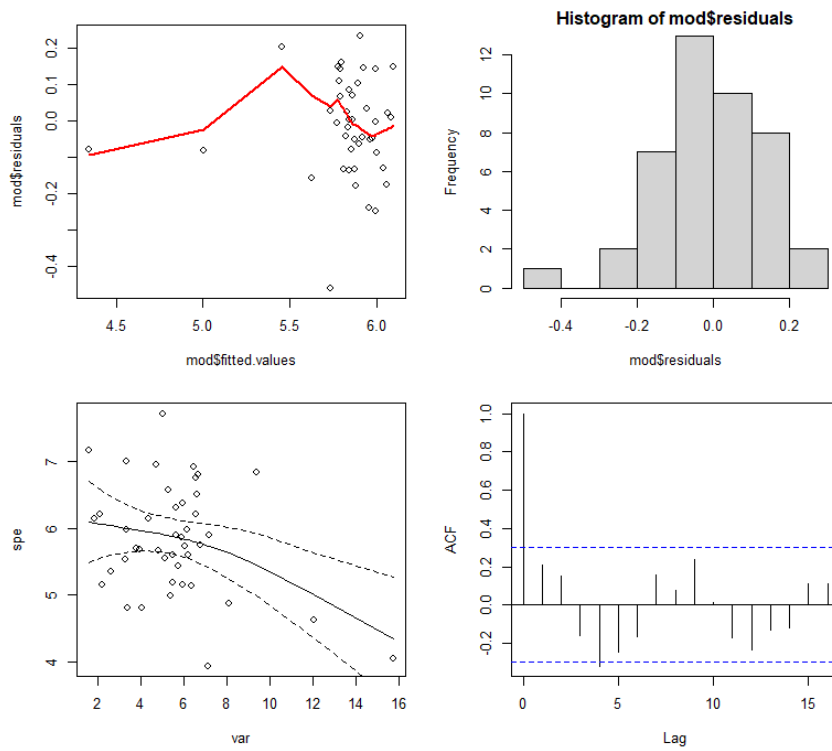 mod$residuals
0.2
0.1
0.0
-0.2
-0.4
4.5 5.0 5.5 6.0
mod$fitted.values
Histogram of mod$residuals
Frequency
12
10
8
6
4
2
0
-0.4 -0.2 0.0 0.2
mod$residuals
spe
7
6
5
4
2 4 6 8 10 12 14 16
var
ACF
1.0
0.8
0.6
0.4
0.2
0.0
-0.2
0 5 10 15
Lag